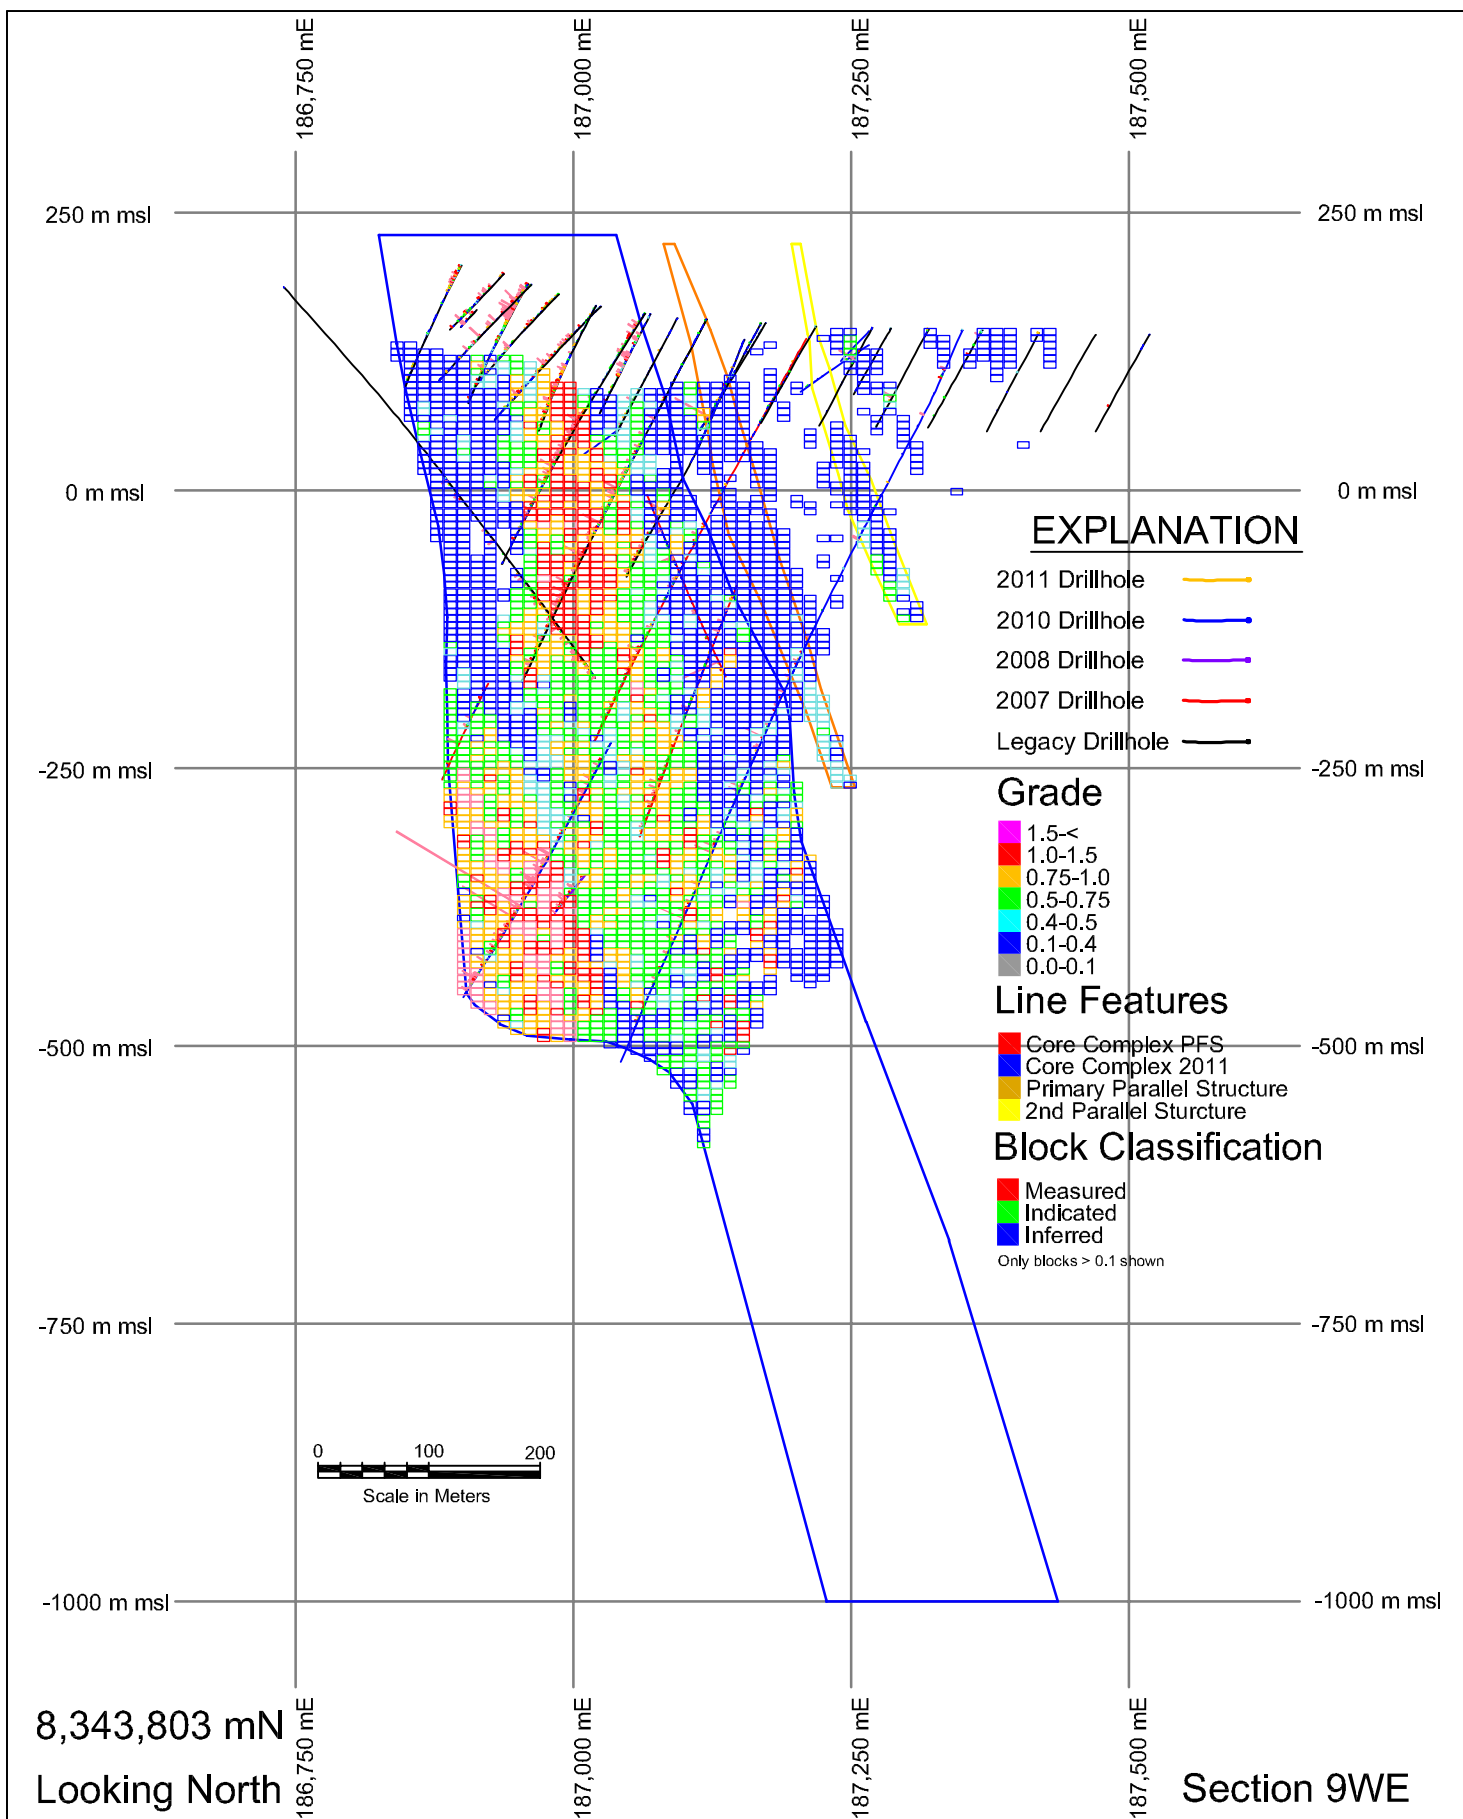 186,750 mE
187,000 mE
187,250 mE
187,500 mE
250 m msl
250 m msl
0 m msl
0 m msl
EXPLANATION
2011 Drillhole
2010 Drillhole
2008 Drillhole
2007 Drillhole
Legacy Drillhole
-250 m msl
-250 m msl
Grade
1.5-<
1.0-1.5
0.75-1.0
0.5-0.75
0.4-0.5
0.1-0.4
0.0-0.1
Line Features
Core Complex PFS
Core Complex 2011
Primary Parallel Structure
2nd Parallel Sturcture
-500 m msl
-500 m msl
Block Classification
Measured
Indicated
Inferred
Only blocks > 0.1 shown
-750 m msl
-750 m msl
0 100 200
Scale in Meters
-1000 m msl
-1000 m msl
186,750 mE
187,000 mE
187,250 mE
187,500 mE
8,343,803 mN
Looking North
Section 9WE